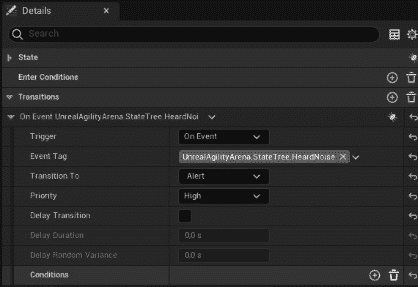 Details
Search
State
Enter Conditions
Transitions
On Event UnrealAgilityArena.StateTree.HeardNoi
Trigger
On Event
Event Tag
UnrealAgilityArena.StateTree.HeardNoise
Transition To
Alert
Priority
High
Delay Transition
Delay Duration
0,0 s
Delay Random Variance
0,0 s
Conditions